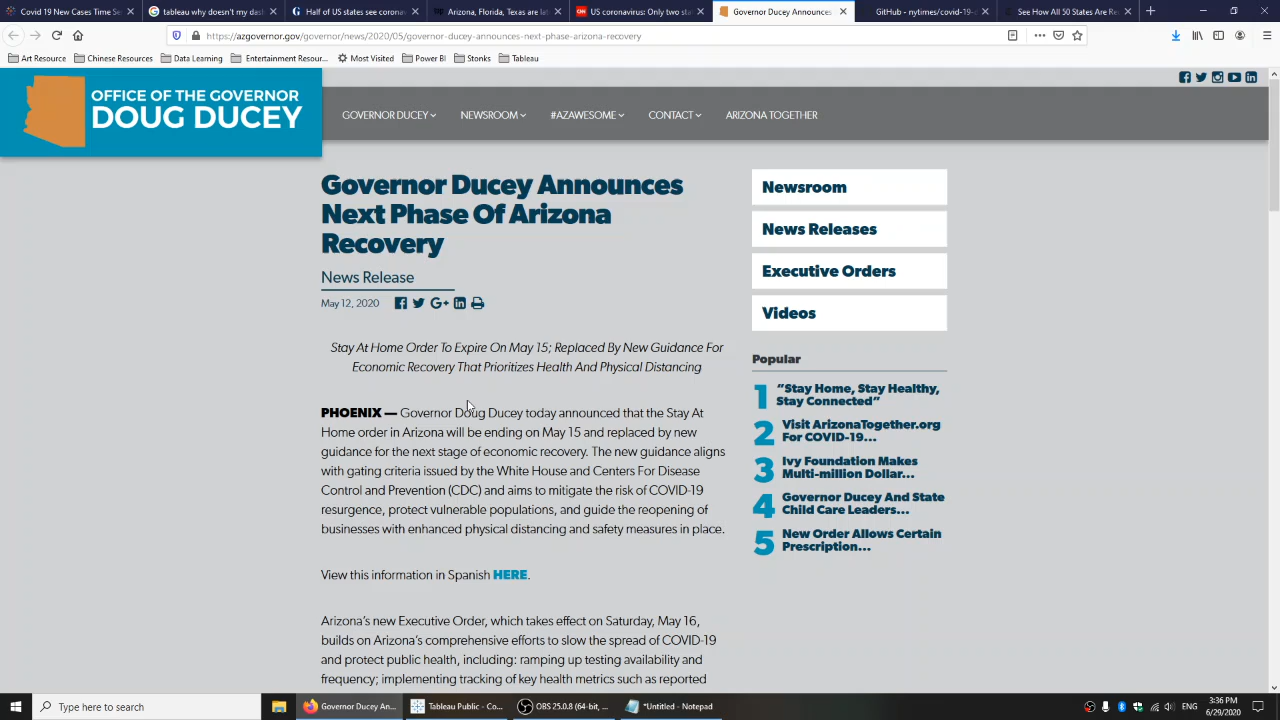 Covid 19 New Cases Time Se
tableau why doesn't my das
Half of US states see coronav
Arizona, Florida, Texas are lat
US coronavirus: Only two sta
Governor Ducey Announces
GitHub - nytimes/covid-19-
See How All 50 States Are Re
https://azgovernor.gov/governor/news/2020/05/governor-ducey-announces-next-phase-arizona-recovery
Art Resource
Chinese Resources
Data Learning
Entertainment Resour...
Most Visited
Power BI
Stonks
Tableau
OFFICE OF THE GOVERNOR
DOUG DUCEY
GOVERNOR DUCEY
NEWSROOM
#AZAWESOME
CONTACT
ARIZONA TOGETHER
Governor Ducey Announces
Next Phase Of Arizona
Recovery
News Release
May 12, 2020
Stay At Home Order To Expire On May 15; Replaced By New Guidance For
Economic Recovery That Prioritizes Health And Physical Distancing
PHOENIX — Governor Doug Ducey today announced that the Stay At
Home order in Arizona will be ending on May 15 and replaced by new
guidance for the next stage of economic recovery. The new guidance aligns
with gating criteria issued by the White House and Centers For Disease
Control and Prevention (CDC) and aims to mitigate the risk of COVID-19
resurgence, protect vulnerable populations, and guide the reopening of
businesses with enhanced physical distancing and safety measures in place.
View this information in Spanish HERE.
Arizona's new Executive Order, which takes effect on Saturday, May 16,
builds on Arizona's comprehensive efforts to slow the spread of COVID-19
and protect public health, including: ramping up testing availability and
frequency; implementing tracking of key health metrics such as reported
Newsroom
News Releases
Executive Orders
Videos
Popular
1 "Stay Home, Stay Healthy,
Stay Connected"
2 Visit ArizonaTogether.org
For COVID-19...
3 Ivy Foundation Makes
Multi-million Dollar...
4 Governor Ducey And State
Child Care Leaders...
5 New Order Allows Certain
Prescription...
Type here to search
Governor Ducey An...
Tableau Public - Co...
OBS 25.0.8 (64-bit, ...
*Untitled - Notepad
ENG
3:36 PM
6/29/2020